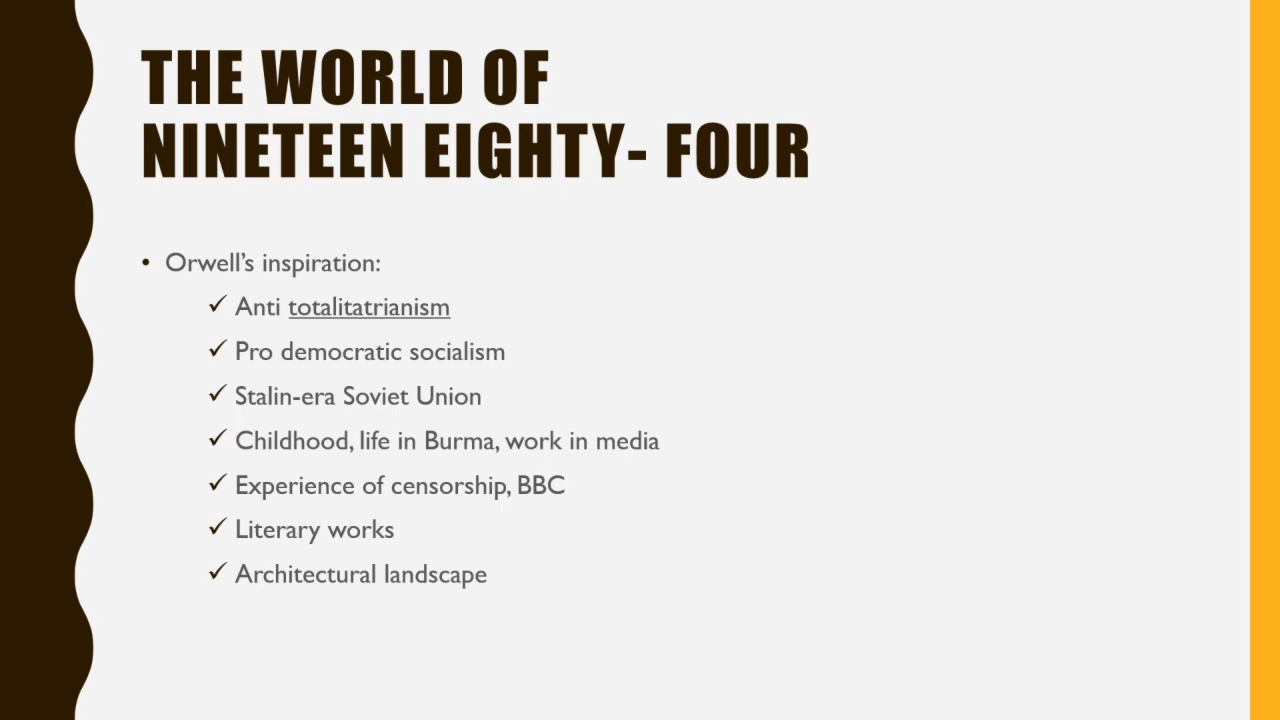 THE WORLD OF
NINETEEN EIGHTY- FOUR
• Orwell’s inspiration:
✓ Anti totalitatrianism
✓ Pro democratic socialism
✓ Stalin-era Soviet Union
✓ Childhood, life in Burma, work in media
✓ Experience of censorship, BBC
✓ Literary works
✓ Architectural landscape